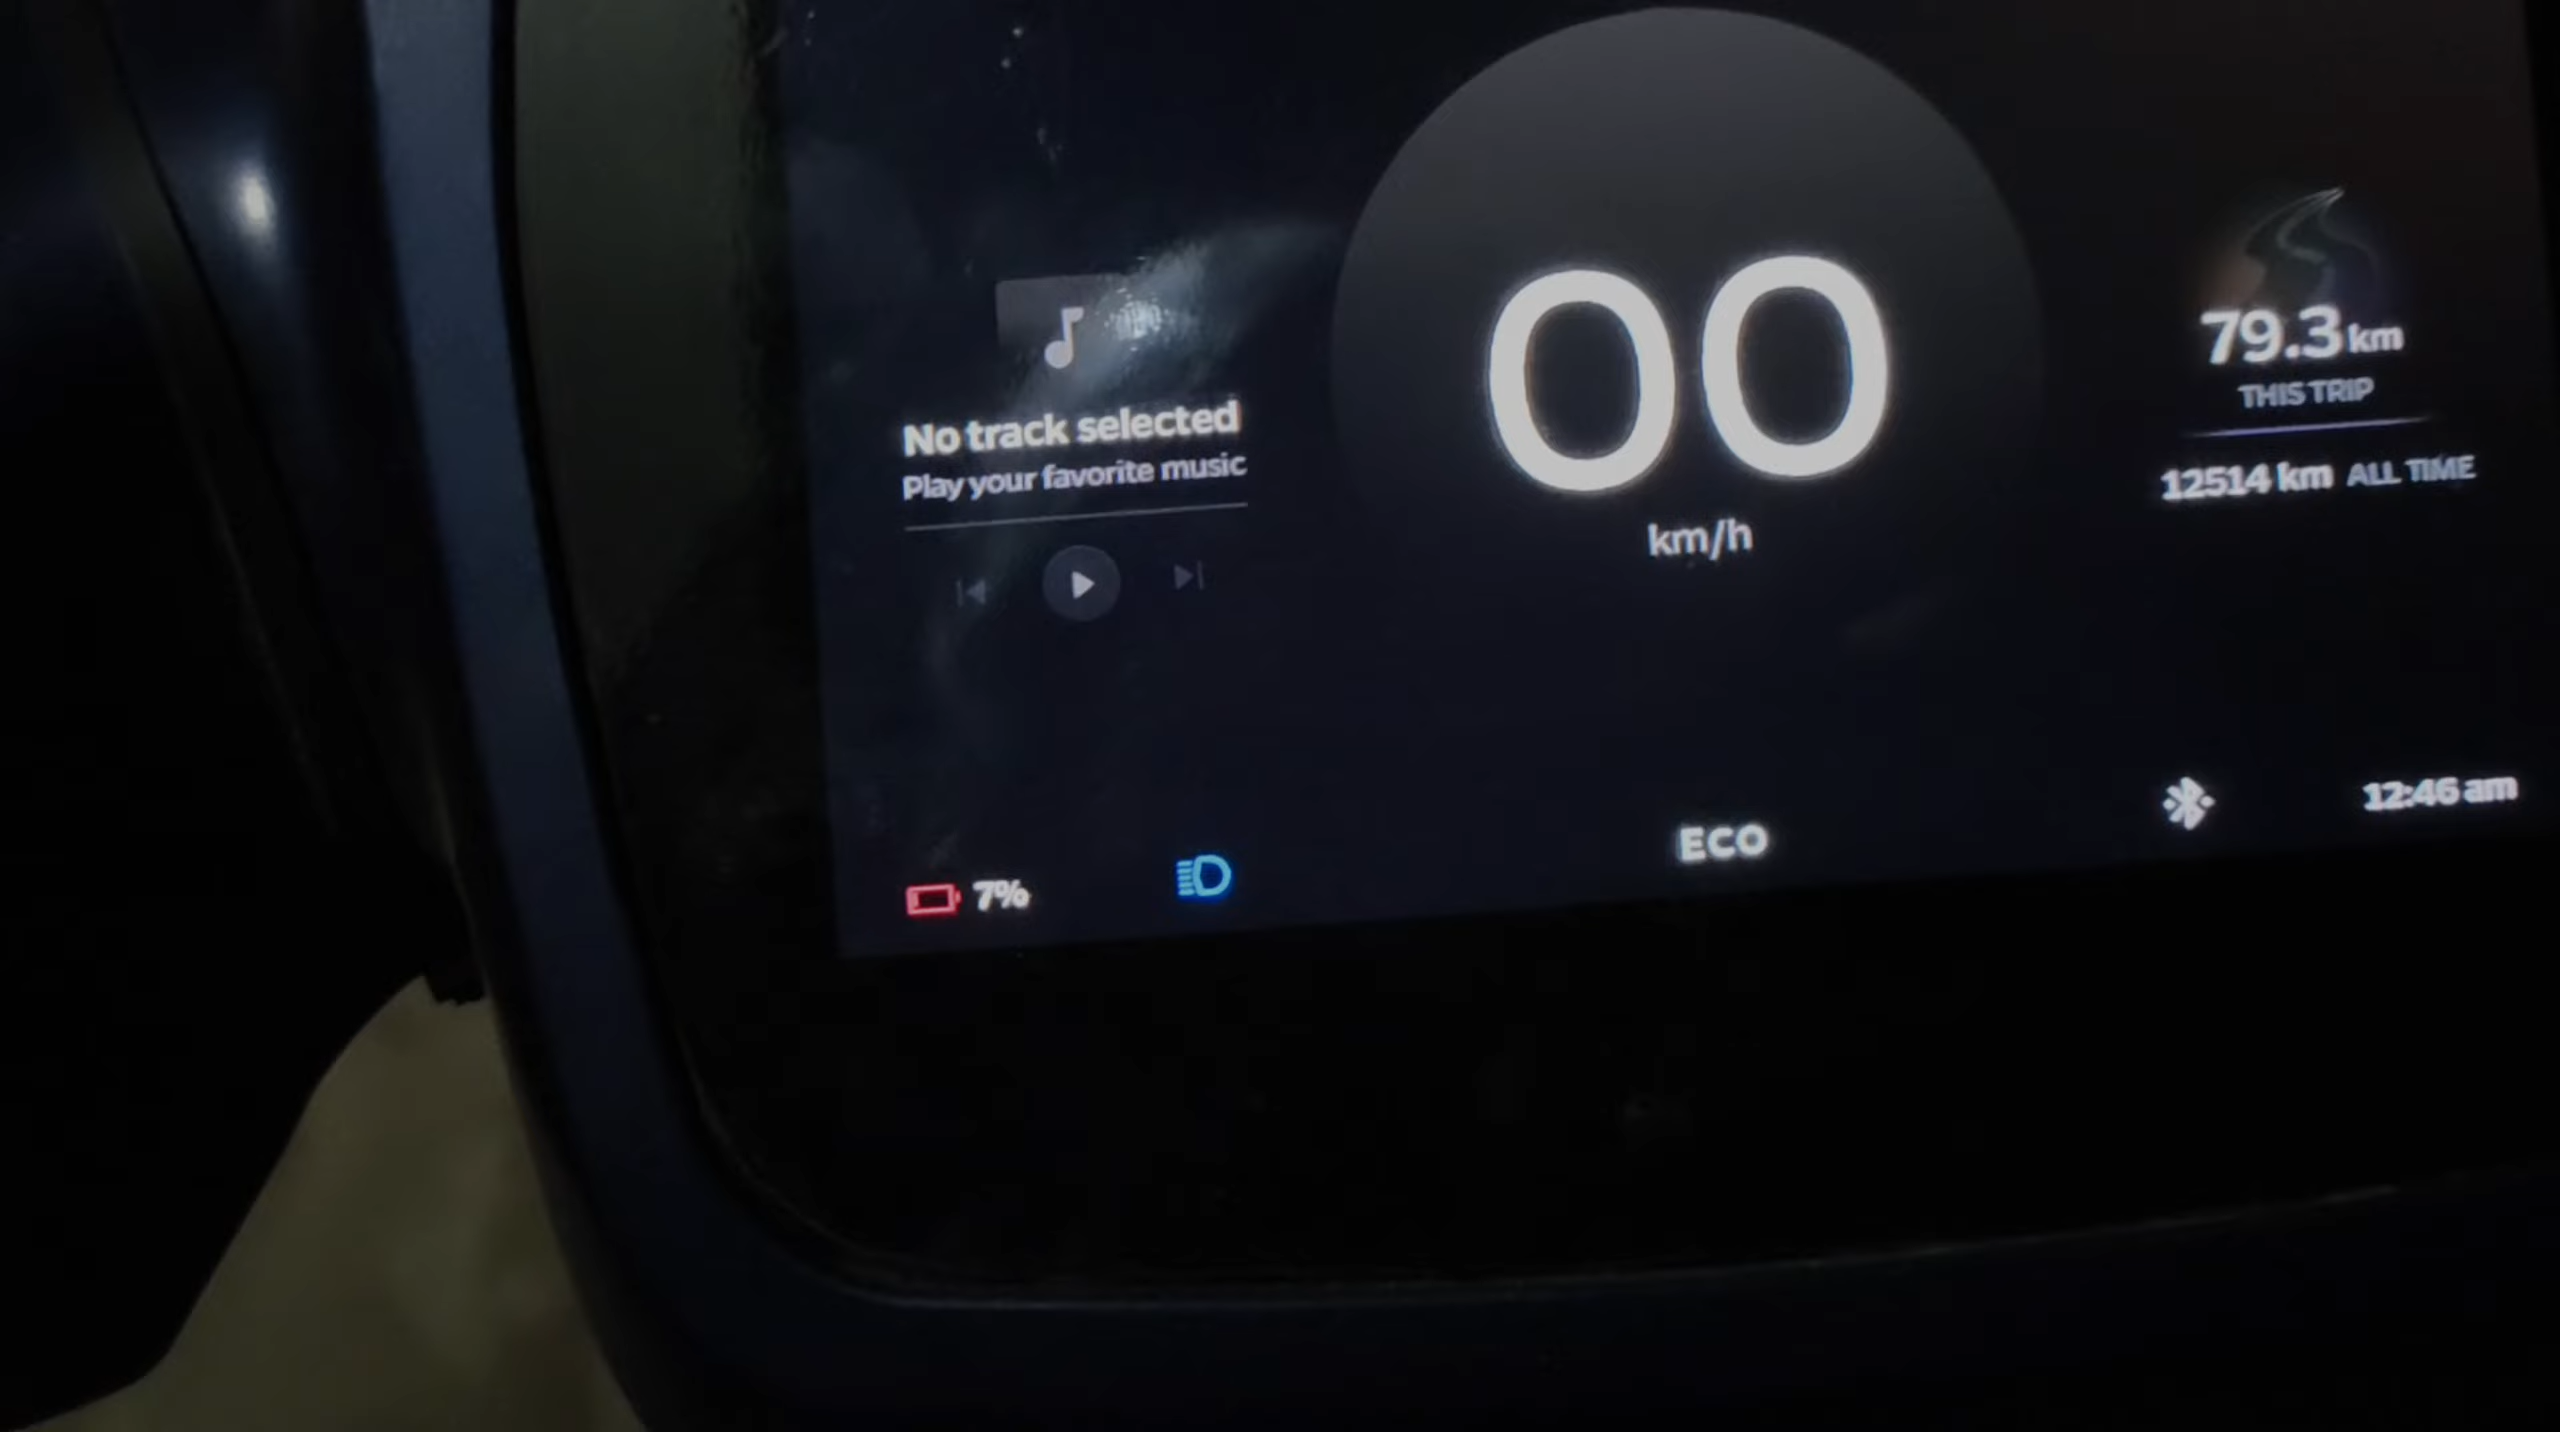 No track selected
Play your favorite music
00
km/h
79.3 km
THIS TRIP
12514 km ALL TIME
7%
ECO
12:46 am